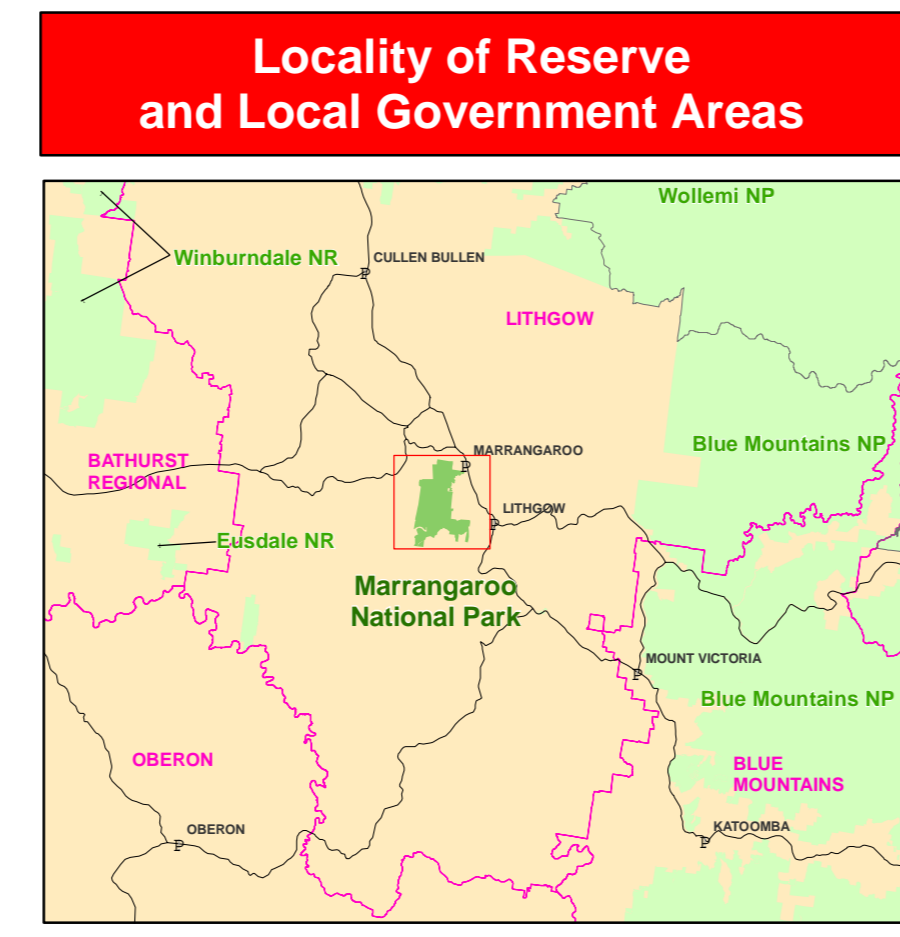 Locality of Reserve
and Local Government Areas
Wollemi NP
Winburndale NR
CULLEN BULLEN
P
LITHGOW
Blue Mountains NP
MARRANGAROO
P
BATHURST
REGIONAL
LITHGOW
P
Eusdale NR
Marrangaroo
National Park
MOUNT VICTORIA
P
Blue Mountains NP
OBERON
BLUE
MOUNTAINS
OBERON
P
KATOOMBA
P